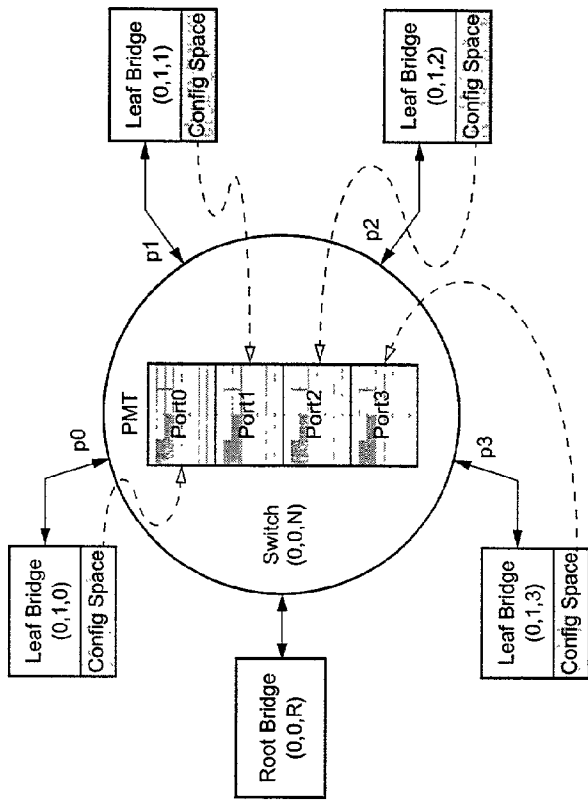 Leaf Bridge
(0,1,0)
Config Space
Leaf Bridge
(0,1,1)
Config Space
p0
p1
PMT
Port0
Port1
Port2
Port3
Root Bridge
(0,0,R)
Switch
(0,0,N)
p3
p2
Leaf Bridge
(0,1,3)
Config Space
Leaf Bridge
(0,1,2)
Config Space